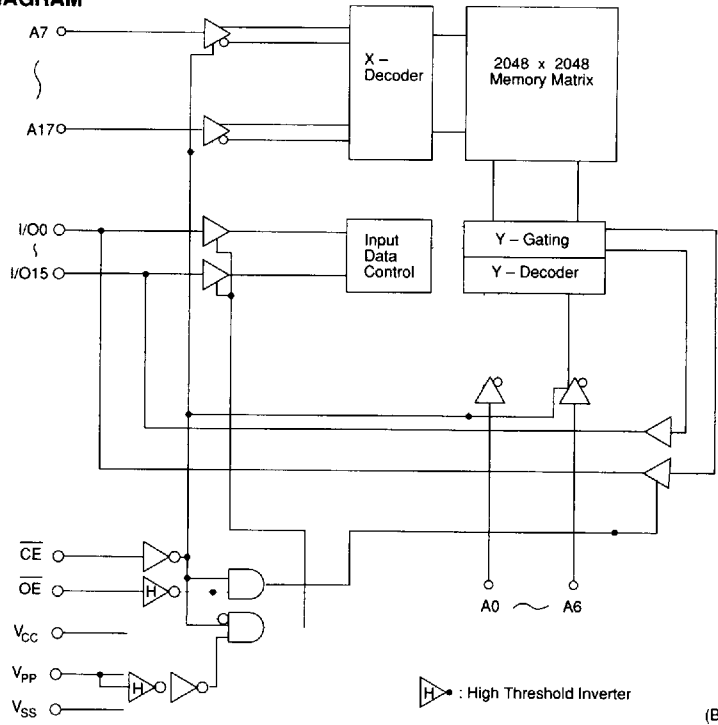 AGRAM
A7
X –
Decoder
2048 x 2048
Memory Matrix
A17
I/O0
I/O15
Input
Data
Control
Y – Gating
Y – Decoder
CE
OE
H
A0
A6
VCC
VPP
H
VSS
H : High Threshold Inverter
(B